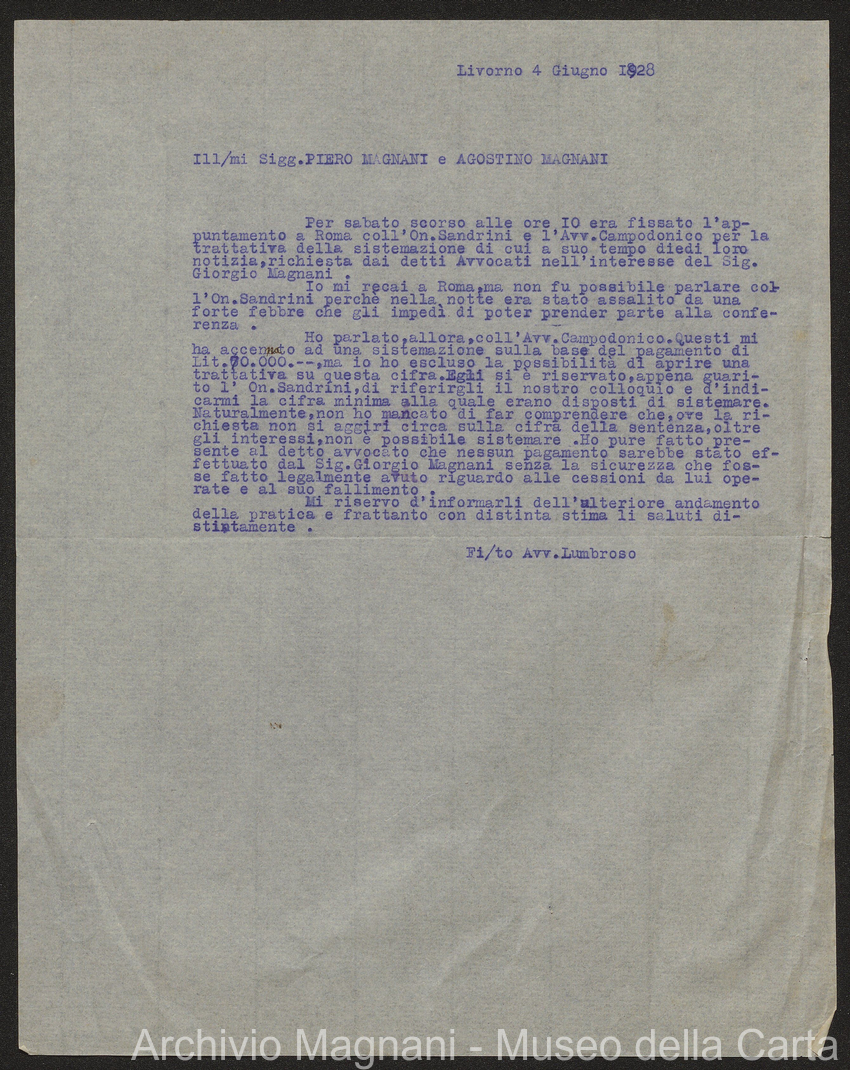 Livorno 4 Giugno I928
Ill/mi Sigg.PIERO MAGNANI e AGOSTINO MAGNANI
Per sabato scorso alle ore IO era fissato l'ap-
puntamento a Roma coll'On.Sandrini e l'Avv.Campodonico per la
trattativa della sistemazione di cui a suo tempo diedi loro
notizia,richiesta dai detti Avvocati nell'interesse del Sig.
Giorgio Magnani .
Io mi recai a Roma,ma non fu possibile parlare col-
l'On.Sandrini perchè nella notte era stato assalito da una
forte febbre che gli impedì di poter prender parte alla confe-
renza .
Ho parlato,allora,coll'Avv.Campodonico.Questi mi
ha accennato ad una sistemazione sulla base del pagamento di
Lit.70.000.--,ma io ho escluso la possibilità di aprire una
trattativa su questa cifra.Egli si è riservato,appena guari-
to l' On.Sandrini,di riferirgli il nostro colloquio e d'indi-
carmi la cifra minima alla quale erano disposti di sistemare.
Naturalmente,non ho mancato di far comprendere che,ove la ri-
chiesta non si aggiri circa sulla cifra della sentenza,oltre
gli interessi,non è possibile sistemare .Ho pure fatto pre-
sente al detto avvocato che nessun pagamento sarebbe stato ef-
fettuato dal Sig.Giorgio Magnani senza la sicurezza che fos-
se fatto legalmente avuto riguardo alle cessioni da lui ope-
rate e al suo fallimento .
Mi riservo d'informarli dell'ulteriore andamento
della pratica e frattanto con distinta stima li saluti di-
stintamente .
Fi/to Avv.Lumbroso
Archivio Magnani - Museo della Carta